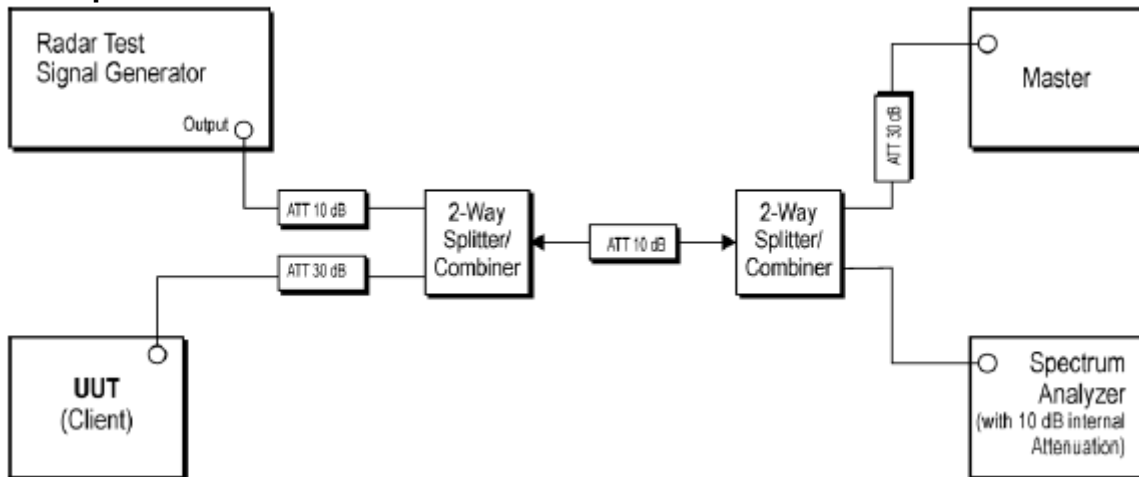 Radar Test
Signal Generator
Output
ATT 10 dB
ATT 30 dB
UUT
(Client)
2-Way
Splitter/
Combiner
ATT 10 dB
2-Way
Splitter/
Combiner
ATT 30 dB
Master
Spectrum
Analyzer
(with 10 dB internal
Attenuation)